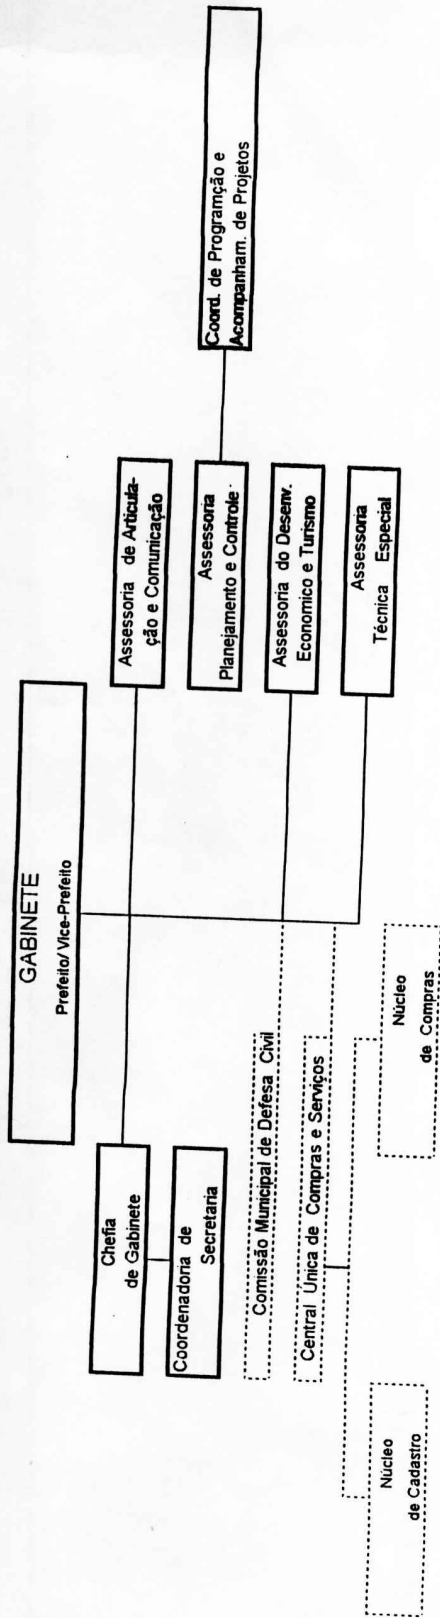 GABINETE
Prefeito/ Vice-Prefeito
Chefia
de Gabinete
Coordenadoria de
Secretaria
Comissão Municipal de Defesa Civil
Central Unica de Compras e Serviços
Núcleo
de Cadastro
Núcleo
de Compras
Assessoria de Articula-
ção e Comunicação
Assessoria
Planejamento e Controle
Assessoria do Desenv.
Economico e Turismo
Assessoria
Técnica Especial
Coord. de Programção e
Acompanham. de Projetos